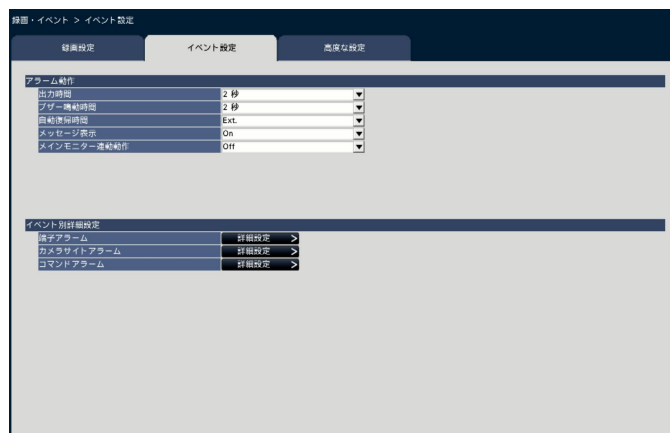 録画・イベント > イベント設定
録画設定 イベント設定 高度な設定
アラーム動作
出力時間 2 秒
ブザー鳴動時間 2 秒
自動復帰時間 Ext.
メッセージ表示 On
メインモニター連動動作 Off
イベント別詳細設定
端子アラーム 詳細設定 >
カメラサイトアラーム 詳細設定 >
コマンドアラーム 詳細設定 >